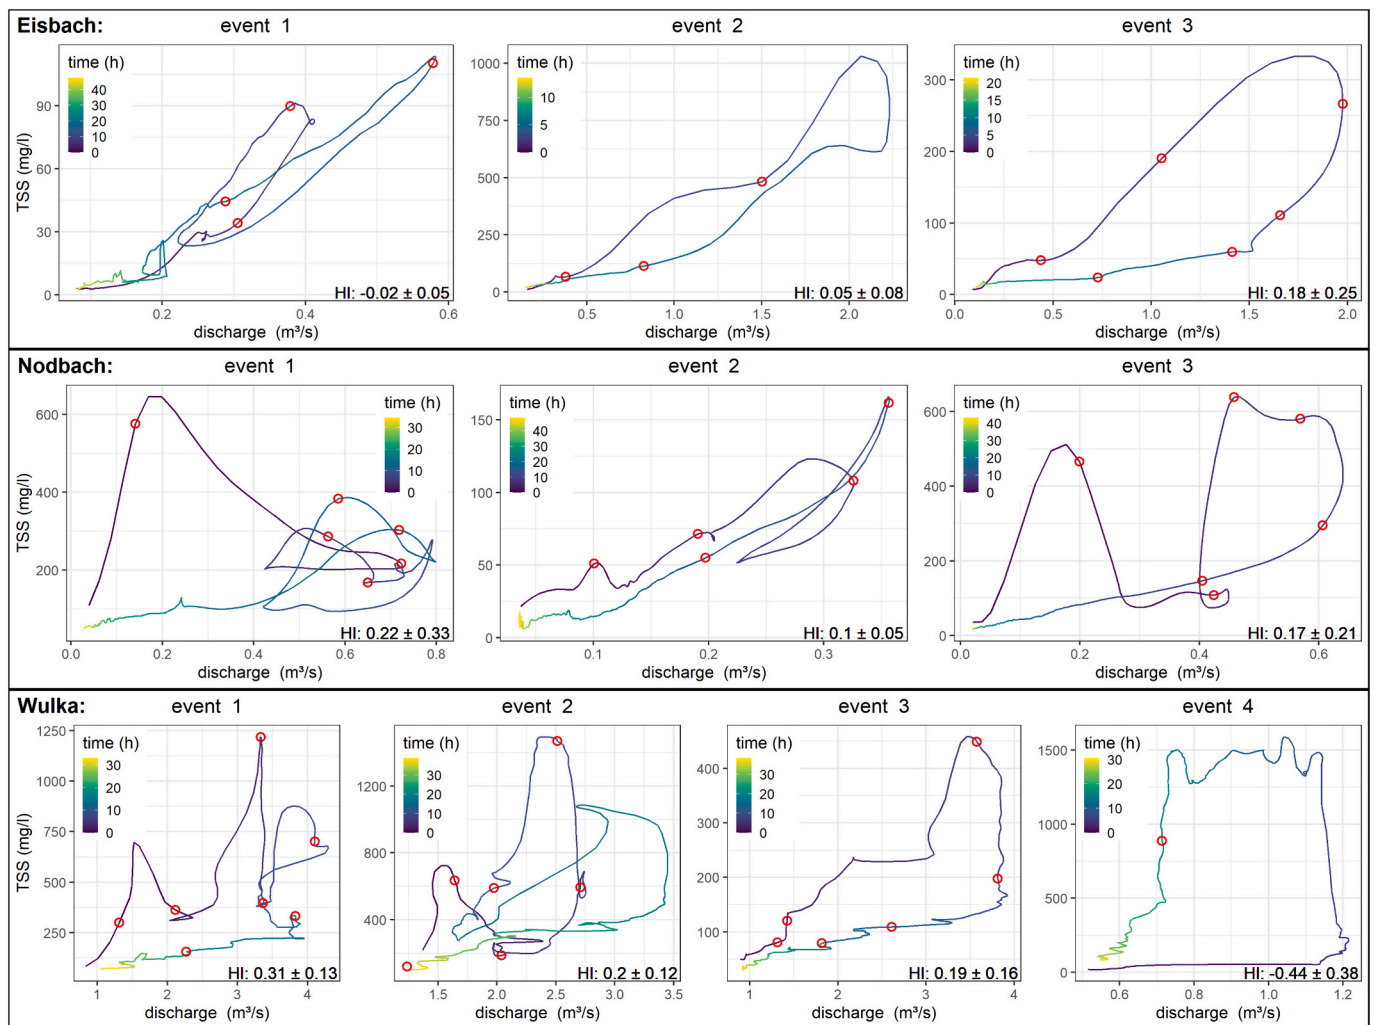 Eisbach:
event 1
event 2
event 3
time (h)
40
30
20
10
0
90
60
30
0
TSS (mg/l)
HI: -0.02 ± 0.05
0.2
0.4
0.6
discharge (m³/s)
time (h)
10
5
0
1000
750
500
250
0
HI: 0.05 ± 0.08
0.5
1.0
1.5
2.0
discharge (m³/s)
time (h)
20
15
10
5
0
300
200
100
0
HI: 0.18 ± 0.25
0.0
0.5
1.0
1.5
2.0
discharge (m³/s)
Nodbach:
event 1
event 2
event 3
time (h)
30
20
10
0
600
400
200
TSS (mg/l)
HI: 0.22 ± 0.33
0.0
0.2
0.4
0.6
0.8
discharge (m³/s)
time (h)
40
30
20
10
0
150
100
50
0
HI: 0.1 ± 0.05
0.1
0.2
0.3
discharge (m³/s)
time (h)
40
30
20
10
0
600
400
200
0
HI: 0.17 ± 0.21
0.0
0.2
0.4
0.6
discharge (m³/s)
Wulka:
event 1
event 2
event 3
event 4
time (h)
30
20
10
0
1250
1000
750
500
250
TSS (mg/l)
HI: 0.31 ± 0.13
1
2
3
4
discharge (m³/s)
time (h)
30
20
10
0
1200
800
400
HI: 0.2 ± 0.12
1.5
2.0
2.5
3.0
3.5
discharge (m³/s)
time (h)
30
20
10
0
400
300
200
100
HI: 0.19 ± 0.16
1
2
3
4
discharge (m³/s)
time (h)
30
20
10
0
1500
1000
500
0
HI: -0.44 ± 0.38
0.6
0.8
1.0
1.2
discharge (m³/s)